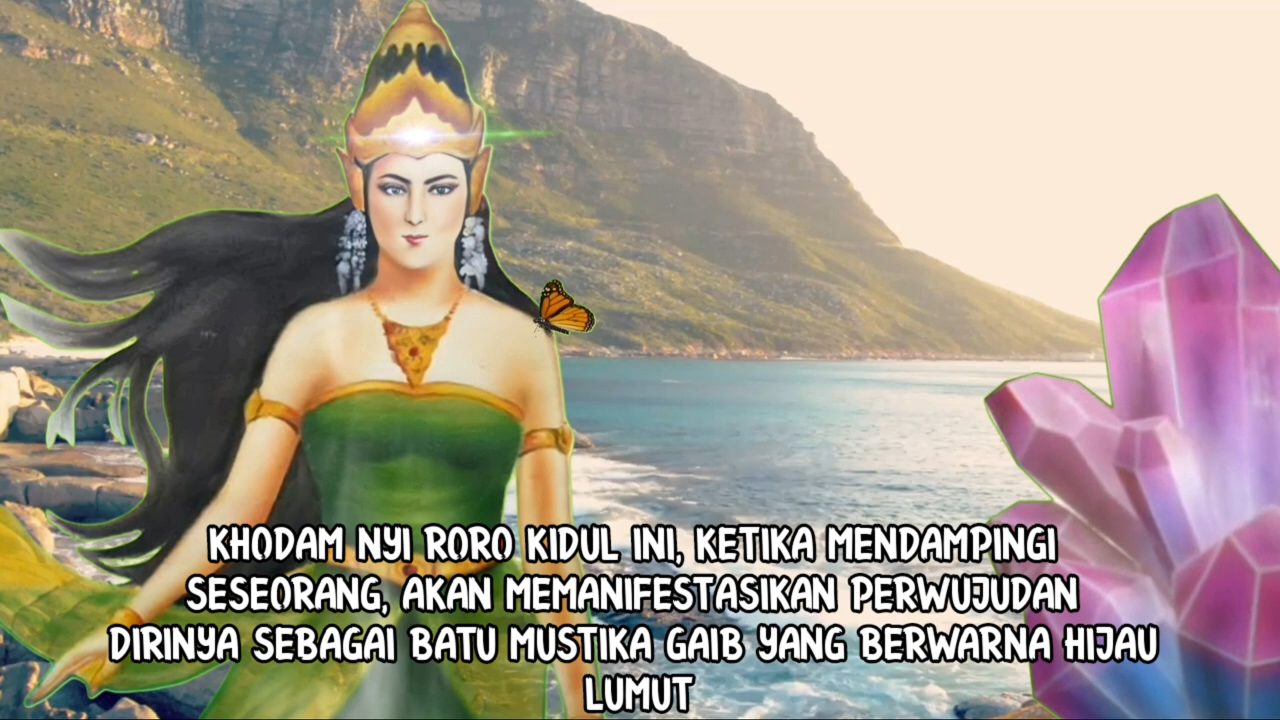 KHODAM NYI RORO KIDUL INI, KETIKA MENDAMPINGI
SESEORANG, AKAN MEMANIFESTASIKAN PERWUJUDAN
DIRINYA SEBAGAI BATU MUSTIKA GAIB YANG BERWARNA HIJAU
LUMUT